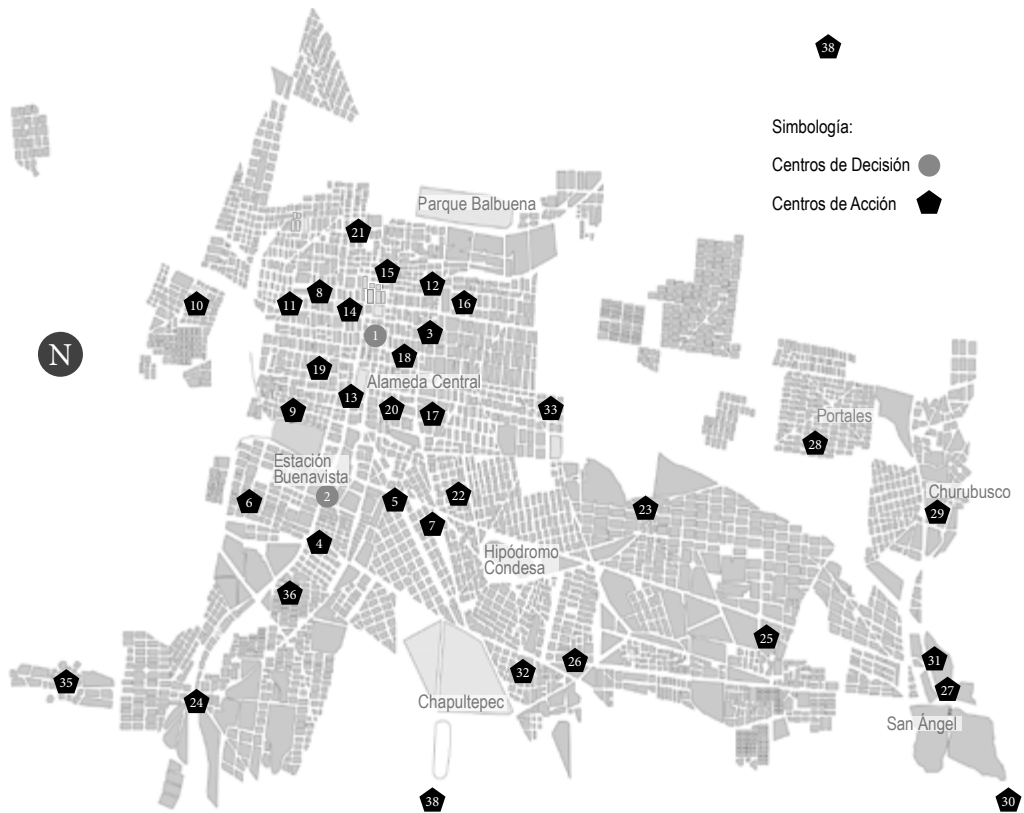 38
Simbología:
Centros de Decisión
Centros de Acción
Parque Balbuena
21
15
12
8
16
10
11
14
1
3
N
18
19
Alameda Central
13
20
17
33
9
Portales
28
Estación
Buenavista
2
6
5
22
23
Churubusco
29
7
4
Hipódromo
Condesa
36
25
32
26
31
35
27
24
Chapultepec
San Ángel
38
30